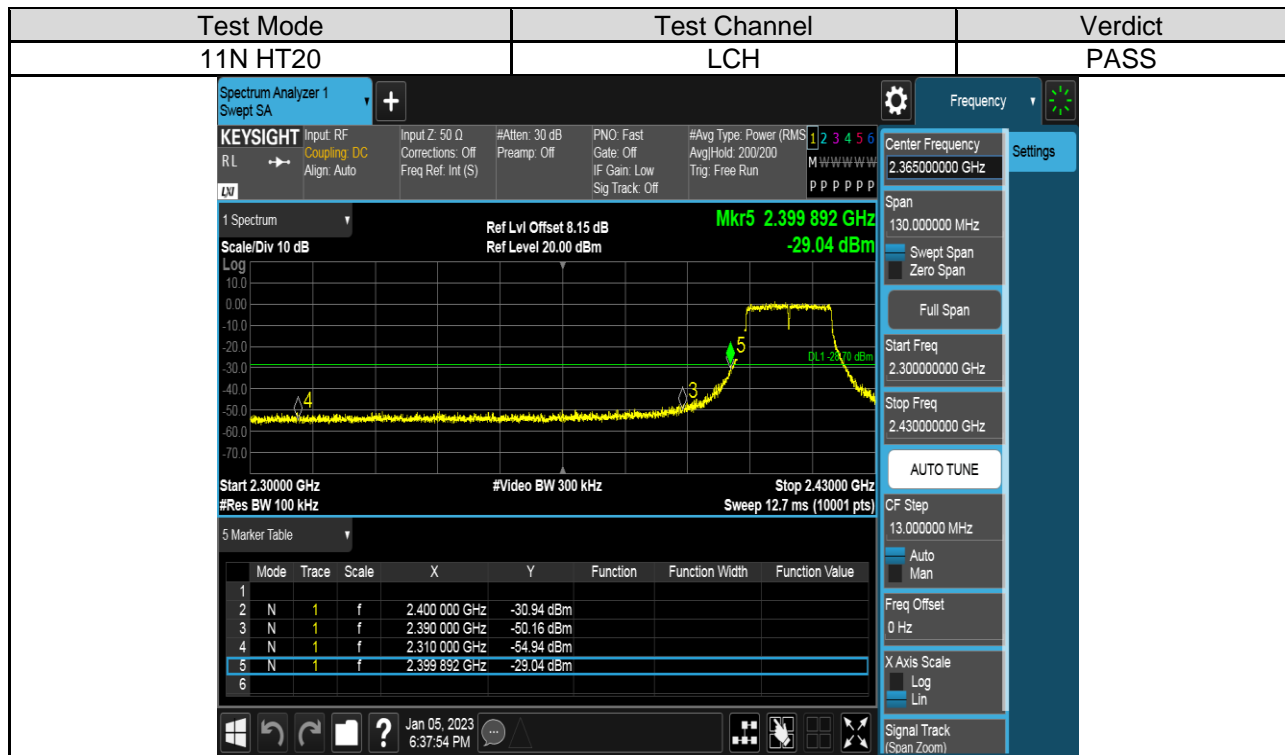 Test Mode Test Channel Verdict
11N HT20 LCH PASS
Spectrum Analyzer 1
Swept SA
+
Frequency
KEYSIGHT Input: RF Input Z: 50 Ω #Atten: 30 dB PNO: Fast #Avg Type: Power (RMS 1 2 3 4 5 6
RL Coupling: DC Corrections: Off Preamp: Off Gate: Off Avg|Hold: 200/200 M W W W W W
Align: Auto Freq Ref: Int (S) IF Gain: Low Trig: Free Run
LXI Sig Track: Off P P P P P P
1 Spectrum
Ref Lvl Offset 8.15 dB Mkr5 2.399 892 GHz
Scale/Div 10 dB Ref Level 20.00 dBm -29.04 dBm
Log
10.0
0.00
-10.0
-20.0
5
DL1 -28.70 dBm
-30.0
-40.0
3
4
-50.0
-60.0
-70.0
Start 2.30000 GHz #Video BW 300 kHz Stop 2.43000 GHz
#Res BW 100 kHz Sweep 12.7 ms (10001 pts)
5 Marker Table
Mode Trace Scale X Y Function Function Width Function Value
1
2 N 1 f 2.400 000 GHz -30.94 dBm
3 N 1 f 2.390 000 GHz -50.16 dBm
4 N 1 f 2.310 000 GHz -54.94 dBm
5 N 1 f 2.399 892 GHz -29.04 dBm
6
Center Frequency
2.365000000 GHz
Settings
Span
130.000000 MHz
Swept Span
Zero Span
Full Span
Start Freq
2.300000000 GHz
Stop Freq
2.430000000 GHz
AUTO TUNE
CF Step
13.000000 MHz
Auto
Man
Freq Offset
0 Hz
X Axis Scale
Log
Lin
Signal Track
(Span Zoom)
?
Jan 05, 2023
6:37:54 PM